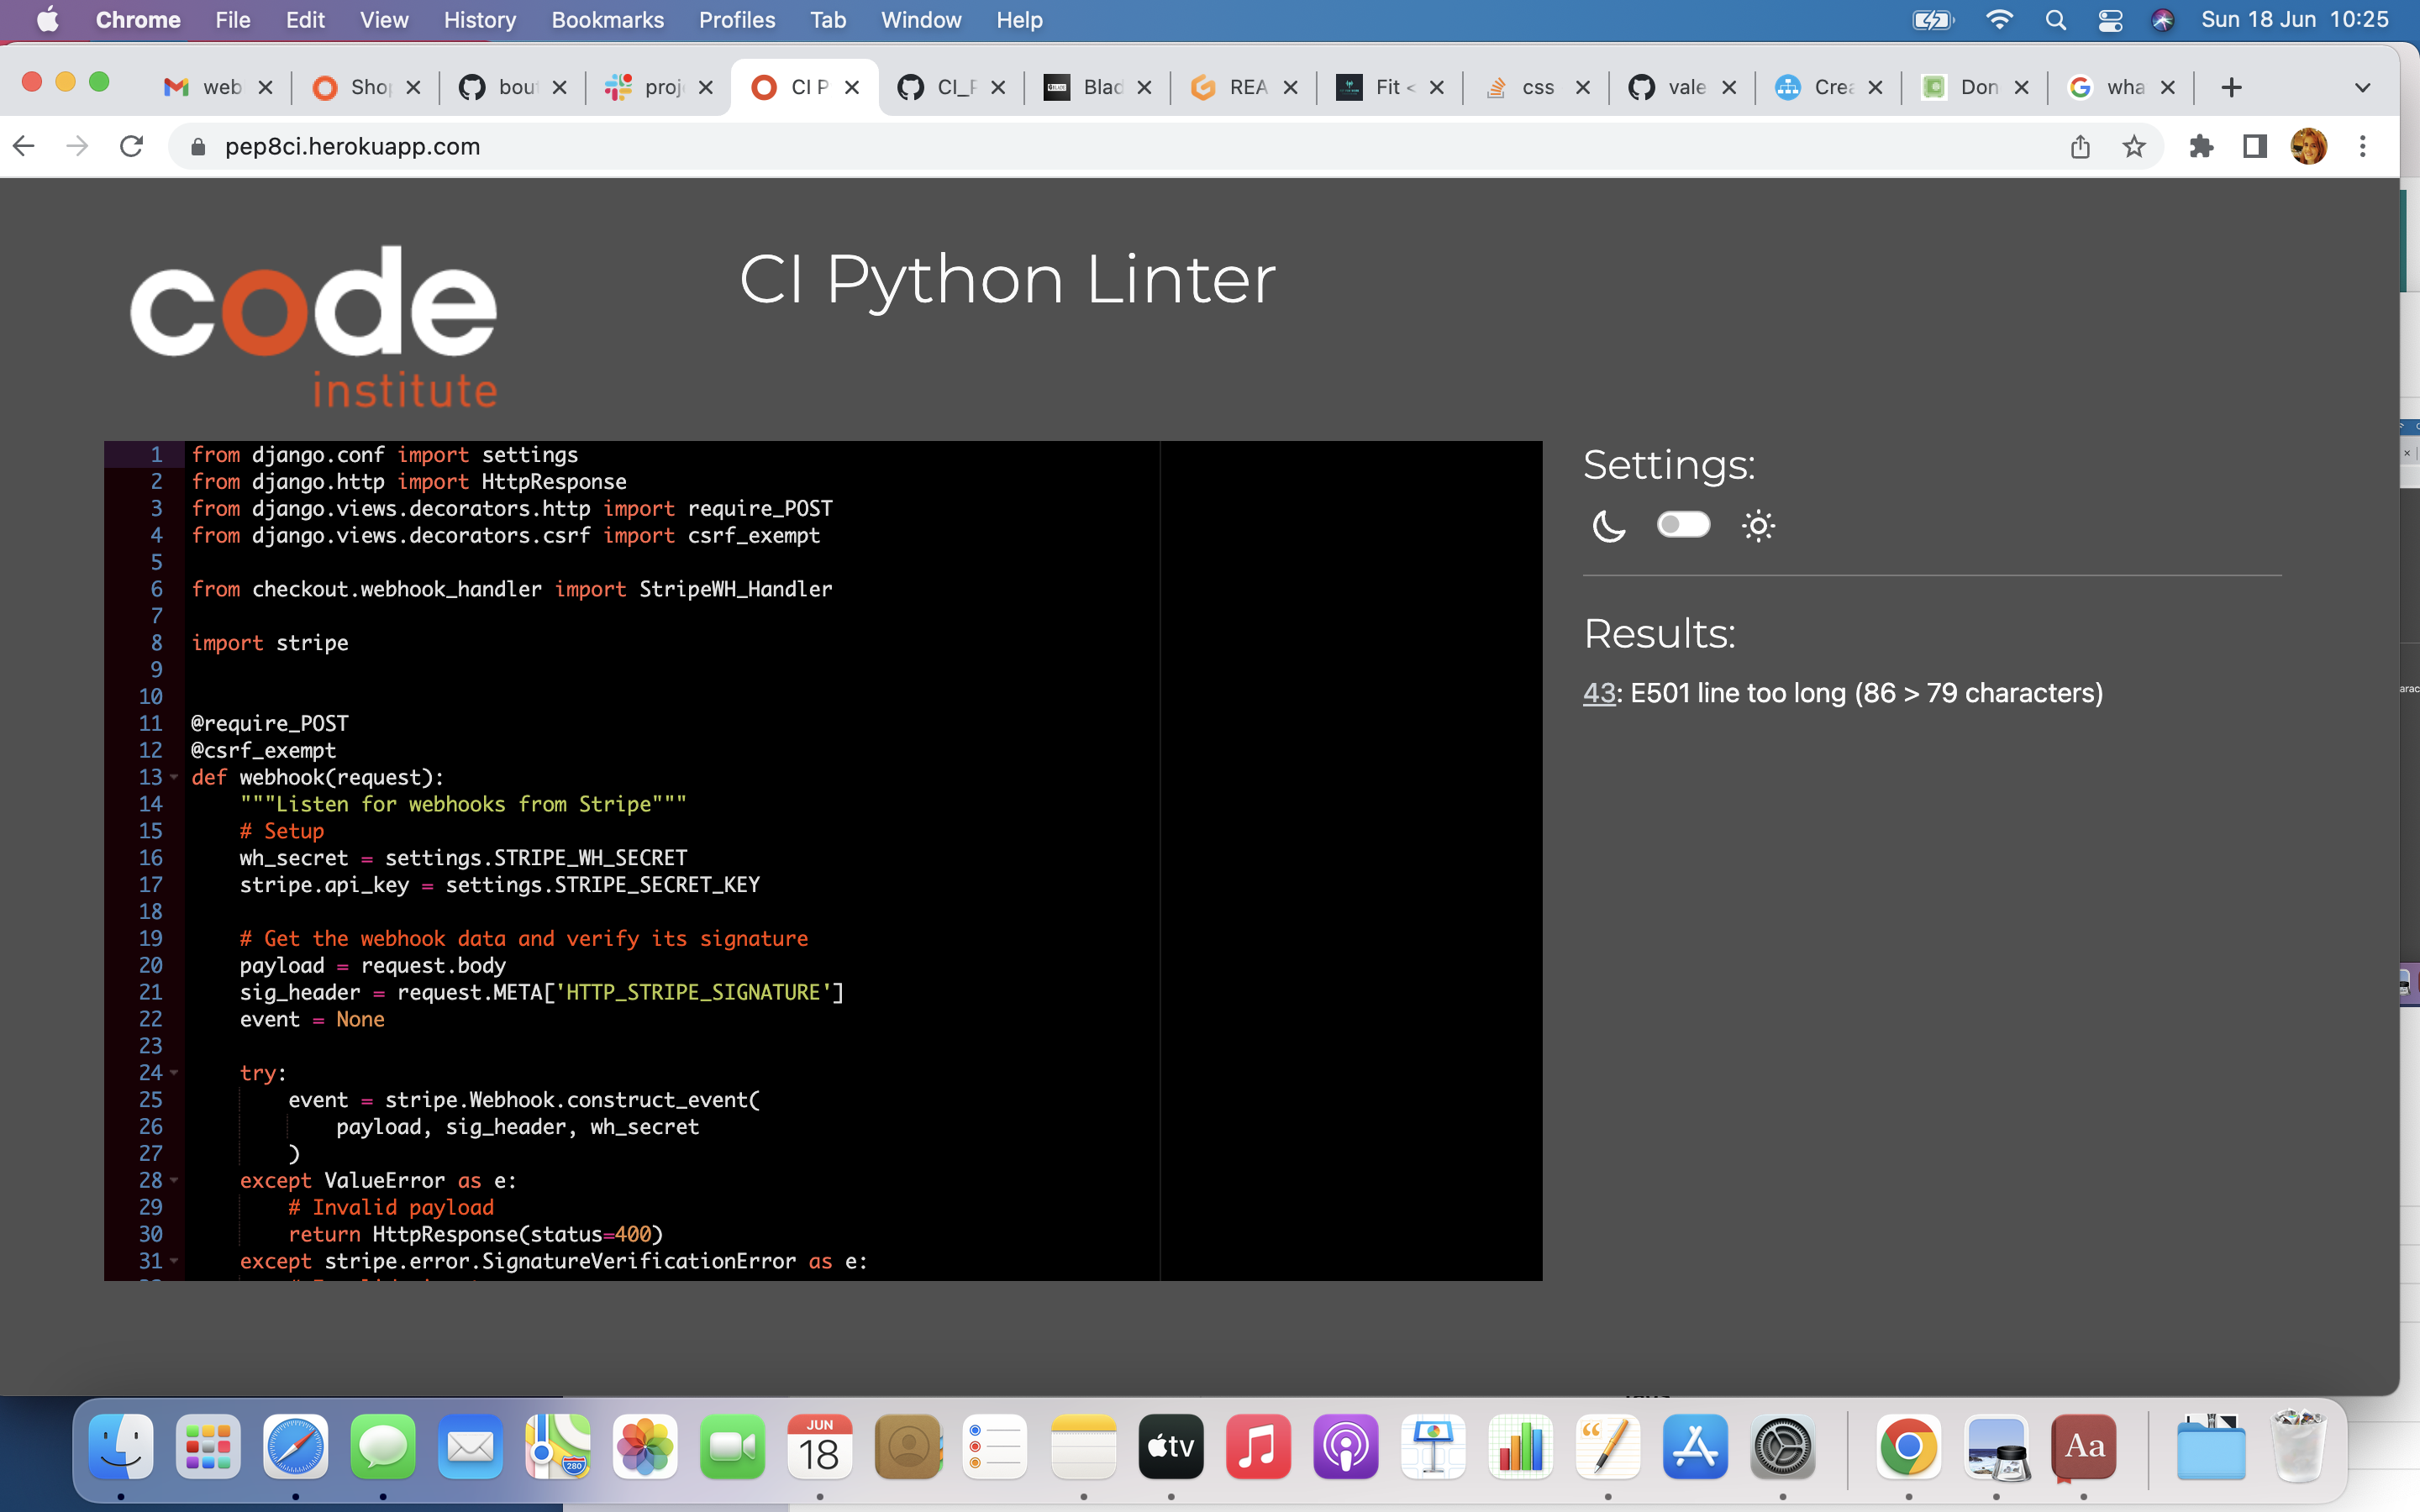 Chrome File Edit View History Bookmarks Profiles Tab Window Help Sun 18 Jun 10:25
web Sho bou proj CI P CI_F Blad REA Fit < css vale Crea Don wha
pep8ci.herokuapp.com
code
institute
CI Python Linter
1 from django.conf import settings
2 from django.http import HttpResponse
3 from django.views.decorators.http import require_POST
4 from django.views.decorators.csrf import csrf_exempt
5
6 from checkout.webhook_handler import StripeWH_Handler
7
8 import stripe
9
10
11 @require_POST
12 @csrf_exempt
13 def webhook(request):
14 """Listen for webhooks from Stripe"""
15 # Setup
16 wh_secret = settings.STRIPE_WH_SECRET
17 stripe.api_key = settings.STRIPE_SECRET_KEY
18
19 # Get the webhook data and verify its signature
20 payload = request.body
21 sig_header = request.META['HTTP_STRIPE_SIGNATURE']
22 event = None
23
24 try:
25 event = stripe.Webhook.construct_event(
26 payload, sig_header, wh_secret
27 )
28 except ValueError as e:
29 # Invalid payload
30 return HttpResponse(status=400)
31 except stripe.error.SignatureVerificationError as e:
Settings:
Results:
43: E501 line too long (86 > 79 characters)
JUN
18
280
tv
Aa